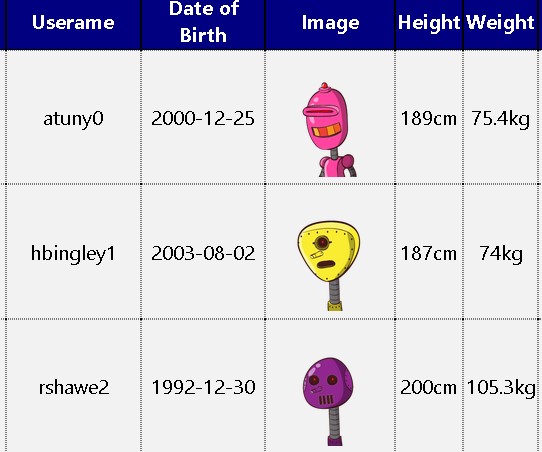 Userame Date of Birth Image Height Weight
atuny0 2000-12-25 189cm 75.4kg
hbingley1 2003-08-02 187cm 74kg
rshawe2 1992-12-30 200cm 105.3kg